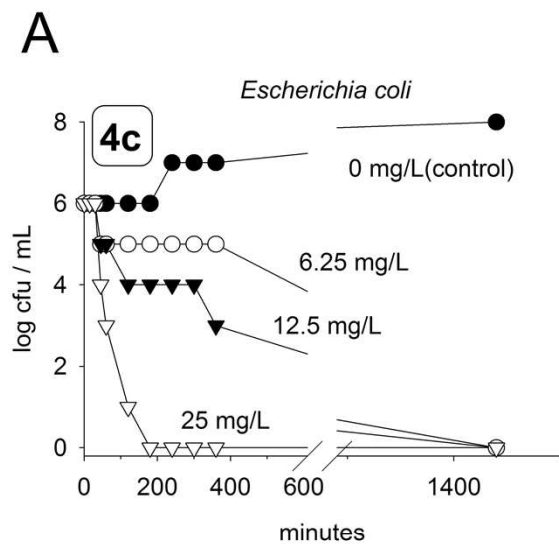 A
Escherichia coli
8
4c
0 mg/L(control)
6
6.25 mg/L
4
12.5 mg/L
2
25 mg/L
0
log cfu / mL
0 200 400 600 1400
minutes